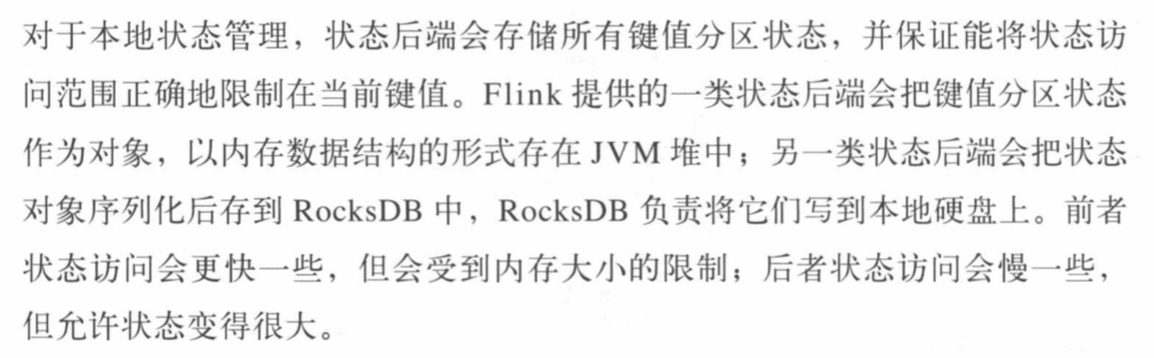 对于本地状态管理，状态后端会存储所有键值分区状态，并保证能将状态访
问范围正确地限制在当前键值。Flink 提供的一类状态后端会把键值分区状态
作为对象，以内存数据结构的形式存在 JVM 堆中；另一类状态后端会把状态
对象序列化后存到 RocksDB 中，RocksDB 负责将它们写到本地硬盘上。前者
状态访问会更快一些，但会受到内存大小的限制；后者状态访问会慢一些，
但允许状态变得很大。